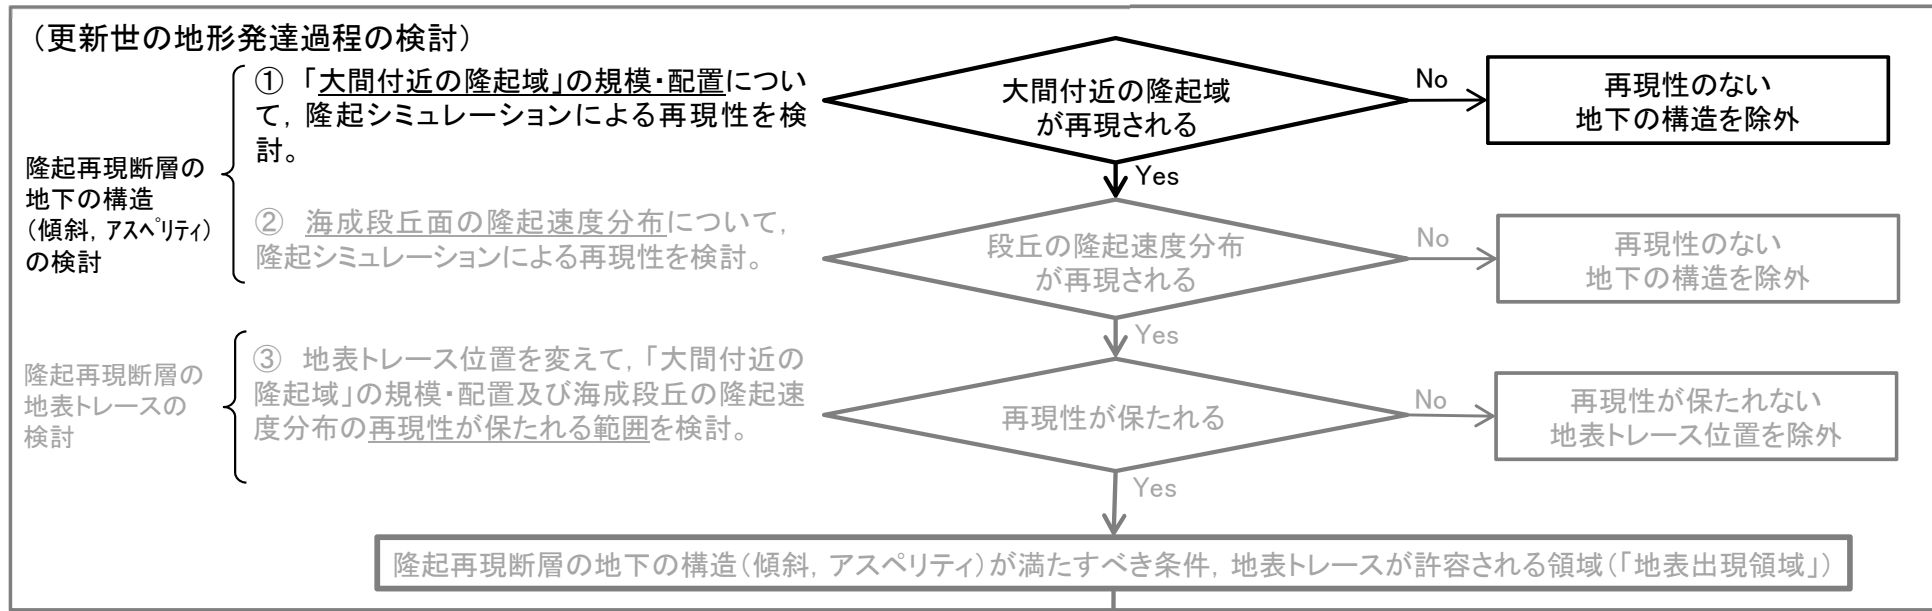 （更新世の地形発達過程の検討）
① 「大間付近の隆起域」の規模・配置につい
て，隆起シミュレーションによる再現性を検
討。
大間付近の隆起域
が再現される
No
再現性のない
地下の構造を除外
隆起再現断層の
地下の構造
（傾斜，アスペリティ）
の検討
Yes
② 海成段丘面の隆起速度分布について，
隆起シミュレーションによる再現性を検討。
段丘の隆起速度分布
が再現される
No
再現性のない
地下の構造を除外
Yes
隆起再現断層の
地表トレースの
検討
③ 地表トレース位置を変えて，「大間付近の
隆起域」の規模・配置及び海成段丘の隆起速
度分布の再現性が保たれる範囲を検討。
再現性が保たれる
No
再現性が保たれない
地表トレース位置を除外
Yes
隆起再現断層の地下の構造（傾斜，アスペリティ）が満たすべき条件，地表トレースが許容される領域（「地表出現領域」）